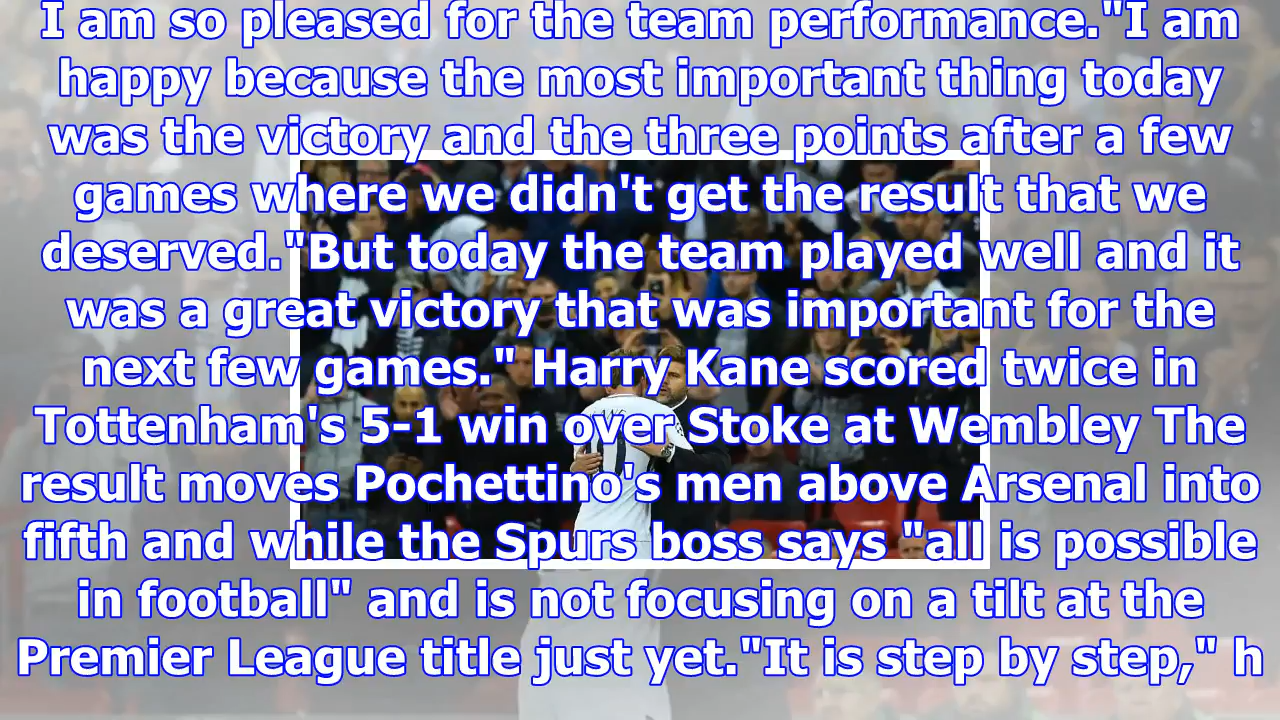 I am so pleased for the team performance."I am
happy because the most important thing today
was the victory and the three points after a few
games where we didn't get the result that we
deserved."But today the team played well and it
was a great victory that was important for the
next few games." Harry Kane scored twice in
Tottenham's 5-1 win over Stoke at Wembley The
result moves Pochettino's men above Arsenal into
fifth and while the Spurs boss says "all is possible
in football" and is not focusing on a tilt at the
Premier League title just yet."It is step by step," h